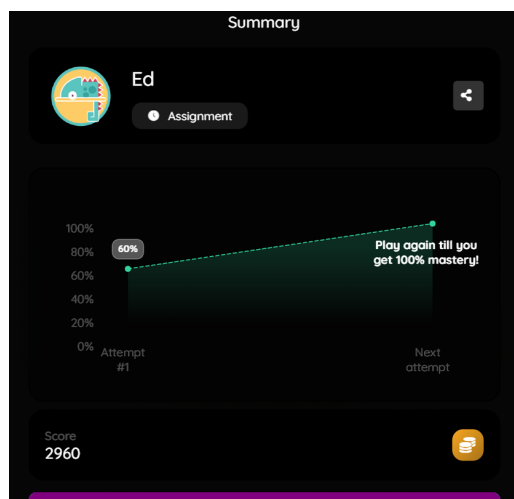 Summary
Ed
Assignment
100%
80%
60%
40%
20%
0%
60%
Play again till you
get 100% mastery!
Attempt
#1
Next
attempt
Score
2960